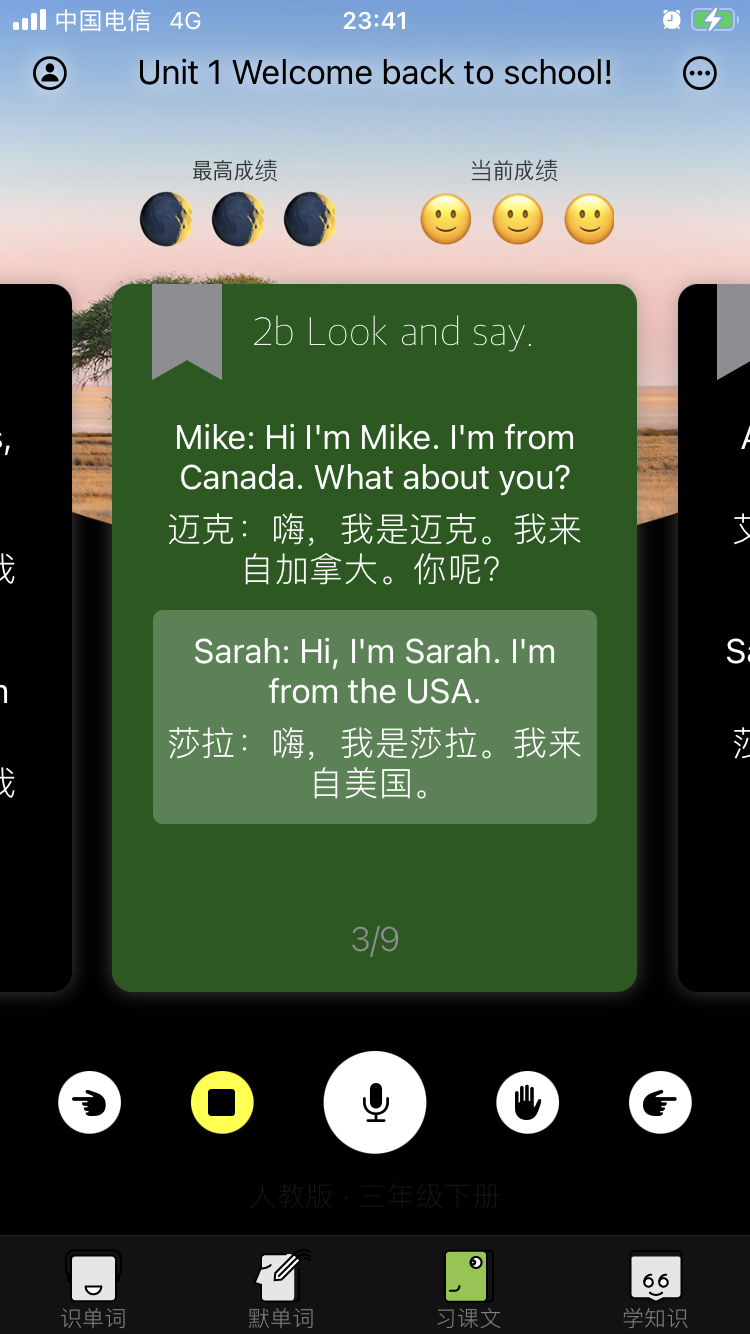 中国电信 4G 23:41
Unit 1 Welcome back to school!
最高成绩 当前成绩
2b Look and say.
Mike: Hi I'm Mike. I'm from
Canada. What about you?
迈克：嗨，我是迈克。我来
自加拿大。你呢？
Sarah: Hi, I'm Sarah. I'm
from the USA.
莎拉：嗨，我是莎拉。我来
自美国。
3/9
人教版 · 三年级下册
识单词 默单词 习课文 学知识